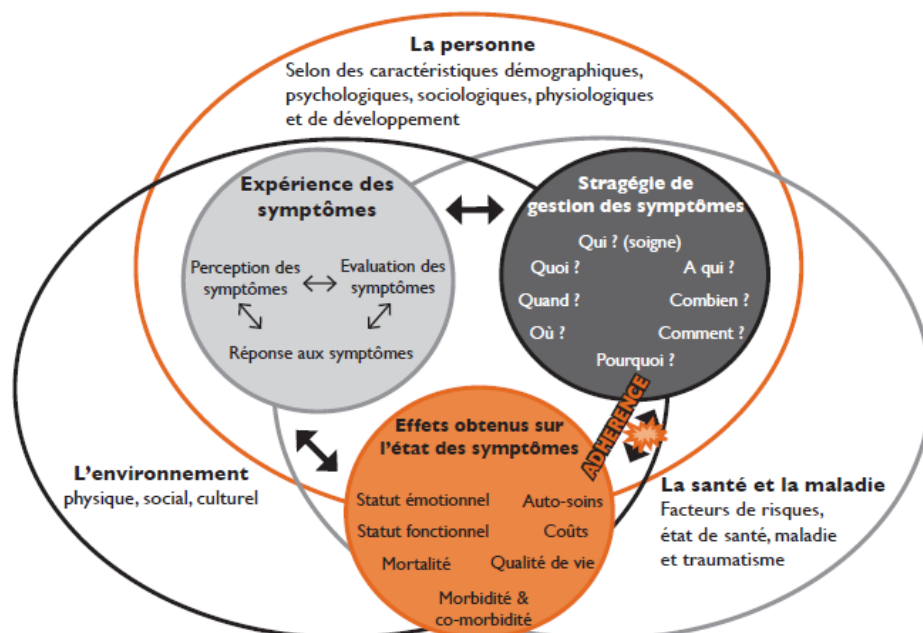 La personne
Selon des caractéristiques démographiques,
psychologiques, sociologiques, physiologiques
et de développement
Expérience des
symptômes
Perception des
symptômes
Evaluation des
symptômes
Réponse aux symptômes
Stragégie de
gestion des symptômes
Qui ? (soigne)
Quoi ?
A qui ?
Quand ?
Combien ?
Où ?
Comment ?
Pourquoi ?
ADHERENCE
Effets obtenus sur
l'état des symptômes
Statut émotionnel
Auto-soins
Statut fonctionnel
Coûts
Mortalité
Qualité de vie
Morbidité &
co-morbidité
L'environnement
physique, social, culturel
La santé et la maladie
Facteurs de risques,
état de santé, maladie
et traumatisme